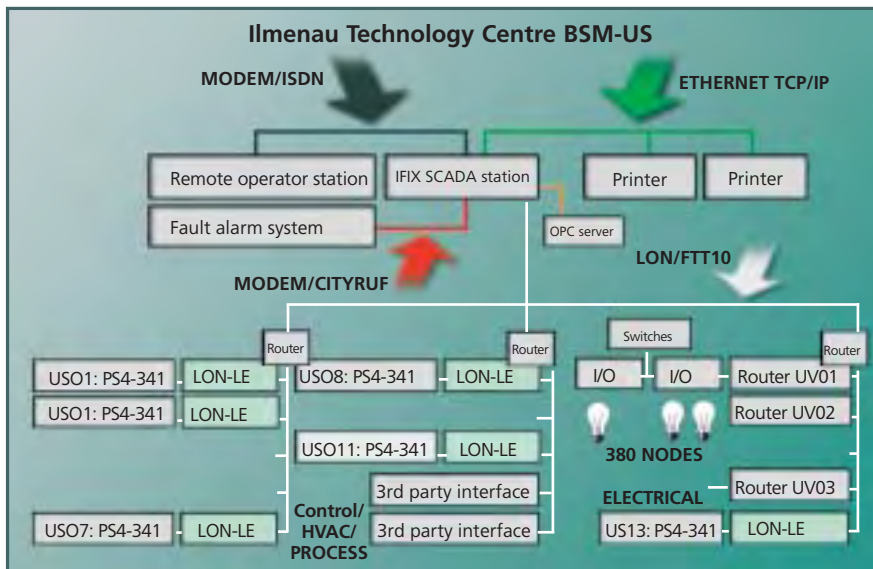 Ilmenau Technology Centre BSM-US
MODEM/ISDN
ETHERNET TCP/IP
Remote operator station
IFIX SCADA station
Printer
Printer
Fault alarm system
OPC server
MODEM/CITYRUF
LON/FTT10
Router
Router
Switches
Router
USO1: PS4-341
LON-LE
USO8: PS4-341
LON-LE
I/O
I/O
Router UV01
USO1: PS4-341
LON-LE
Router UV02
USO11: PS4-341
LON-LE
380 NODES
3rd party interface
ELECTRICAL
Router UV03
USO7: PS4-341
LON-LE
Control/
HVAC/
PROCESS
3rd party interface
US13: PS4-341
LON-LE